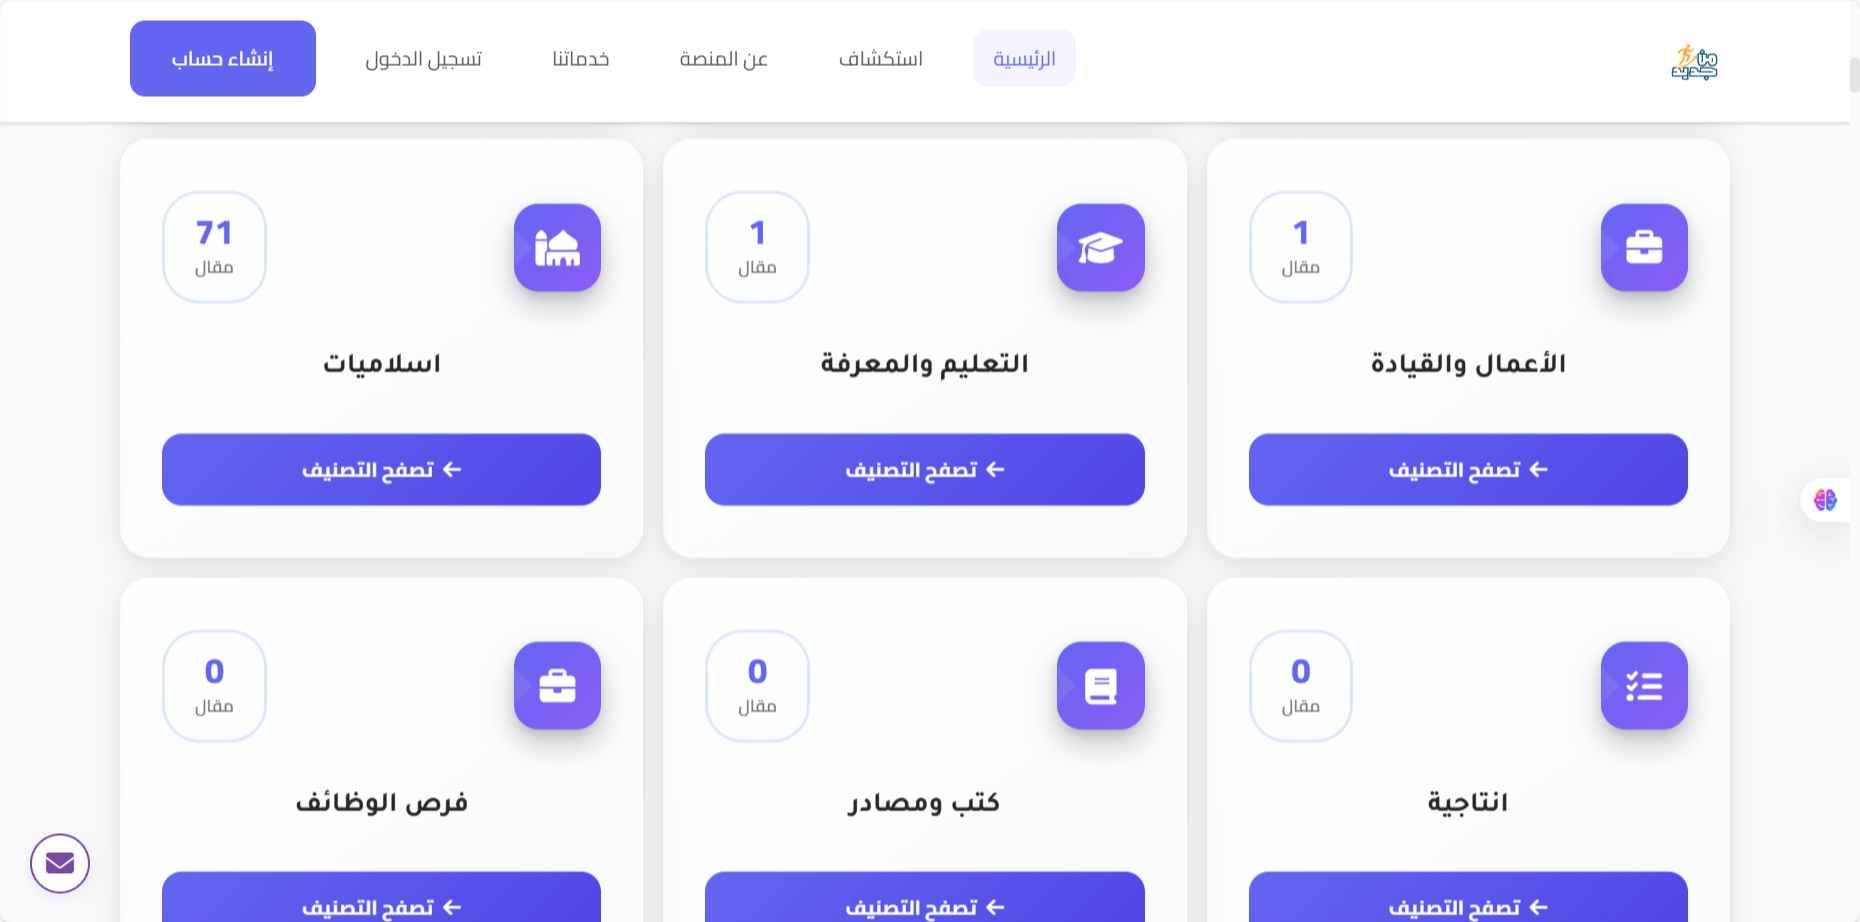 من جديد
الرئيسية
استكشاف
عن المنصة
خدماتنا
تسجيل الدخول
إنشاء حساب
1
مقال
الأعمال والقيادة
تصفح التصنيف
1
مقال
التعليم والمعرفة
تصفح التصنيف
71
مقال
اسلاميات
تصفح التصنيف
0
مقال
انتاجية
تصفح التصنيف
0
مقال
كتب ومصادر
تصفح التصنيف
0
مقال
فرص الوظائف
تصفح التصنيف